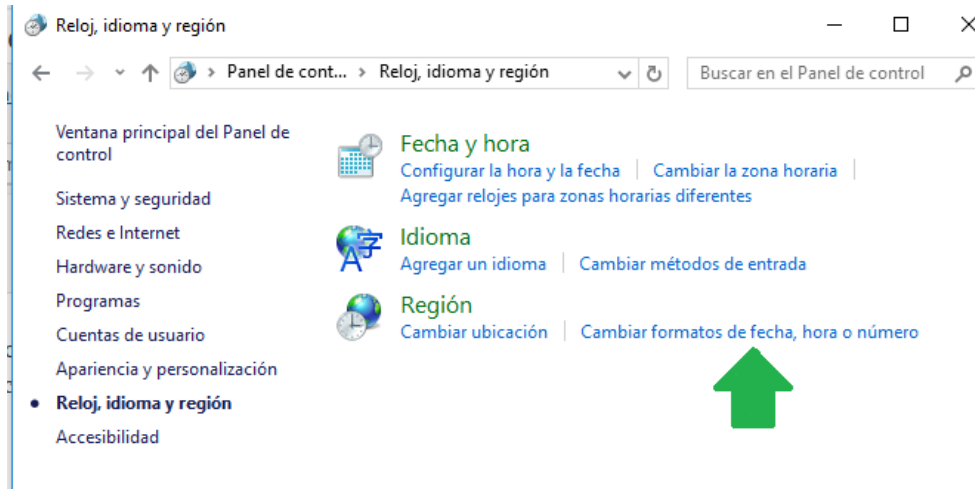 Reloj, idioma y región
Panel de cont... > Reloj, idioma y región
Buscar en el Panel de control
Ventana principal del Panel de
control
Sistema y seguridad
Redes e Internet
Hardware y sonido
Programas
Cuentas de usuario
Apariencia y personalización
Reloj, idioma y región
Accesibilidad
Fecha y hora
Configurar la hora y la fecha | Cambiar la zona horaria |
Agregar relojes para zonas horarias diferentes
Idioma
Agregar un idioma | Cambiar métodos de entrada
Región
Cambiar ubicación | Cambiar formatos de fecha, hora o número